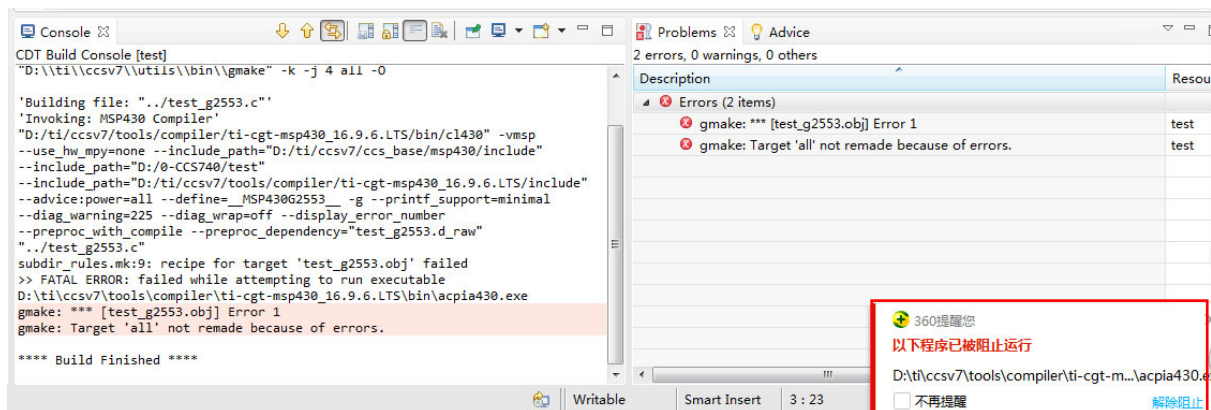 Console
CDT Build Console [test]
"D:\\ti\\ccsv7\\utils\\bin\\gmake" -k -j 4 all -O
'Building file: "../test_g2553.c"'
'Invoking: MSP430 Compiler'
"D:/ti/ccsv7/tools/compiler/ti-cgt-msp430_16.9.6.LTS/bin/cl430" -vmsp
--use_hw_mpy=none --include_path="D:/ti/ccsv7/ccs_base/msp430/include"
--include_path="D:/0-CCS740/test"
--include_path="D:/ti/ccsv7/tools/compiler/ti-cgt-msp430_16.9.6.LTS/include"
--advice:power=all --define=__MSP430G2553__ -g --printf_support=minimal
--diag_warning=225 --diag_wrap=off --display_error_number
--preproc_with_compile --preproc_dependency="test_g2553.d_raw"
"../test_g2553.c"
subdir_rules.mk:9: recipe for target 'test_g2553.obj' failed
>> FATAL ERROR: failed while attempting to run executable
D:\ti\ccsv7\tools\compiler\ti-cgt-msp430_16.9.6.LTS\bin\acpia430.exe
gmake: *** [test_g2553.obj] Error 1
gmake: Target 'all' not remade because of errors.
**** Build Finished ****
Problems Advice
2 errors, 0 warnings, 0 others
Description Resou
Errors (2 items)
gmake: *** [test_g2553.obj] Error 1 test
gmake: Target 'all' not remade because of errors. test
Writable Smart Insert 3 : 23
360提醒您
以下程序已被阻止运行
D:\ti\ccsv7\tools\compiler\ti-cgt-m...\acpia430.e
不再提醒 解除阻止